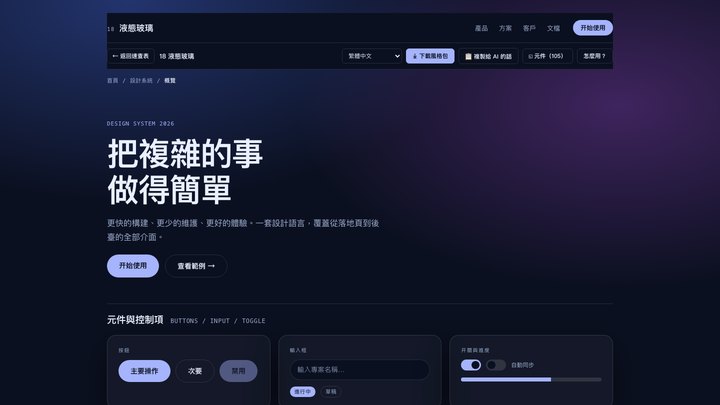 18 液態玻璃
產品 方案 客戶 文檔 开始使用
← 返回速查表 18 液態玻璃 繁體中文 下載風格包 複製給 AI 的話 元件（105） 怎麼用？
首頁 / 設計系統 / 概覽
DESIGN SYSTEM 2026
把複雜的事
做得簡單
更快的構建、更少的維護、更好的體驗。一套設計語言，覆蓋從落地頁到後
臺的全部介面。
开始使用 查看範例 →
元件與控制項 BUTTONS / INPUT / TOGGLE
按鈕
主要操作 次要 禁用
輸入框
輸入專案名稱…
進行中 草稿
開關與進度
自動同步